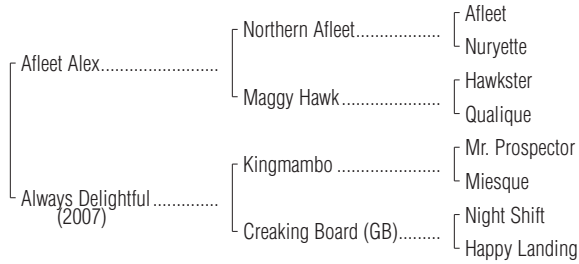 Afleet
Northern Afleet....................
Nuryette
Afleet Alex............................
Hawkster
Maggy Hawk.......................
Qualique
Mr. Prospector
Kingmambo ........................
Miesque
Always Delightful ...............
(2007)
Night Shift
Creaking Board (GB).........
Happy Landing